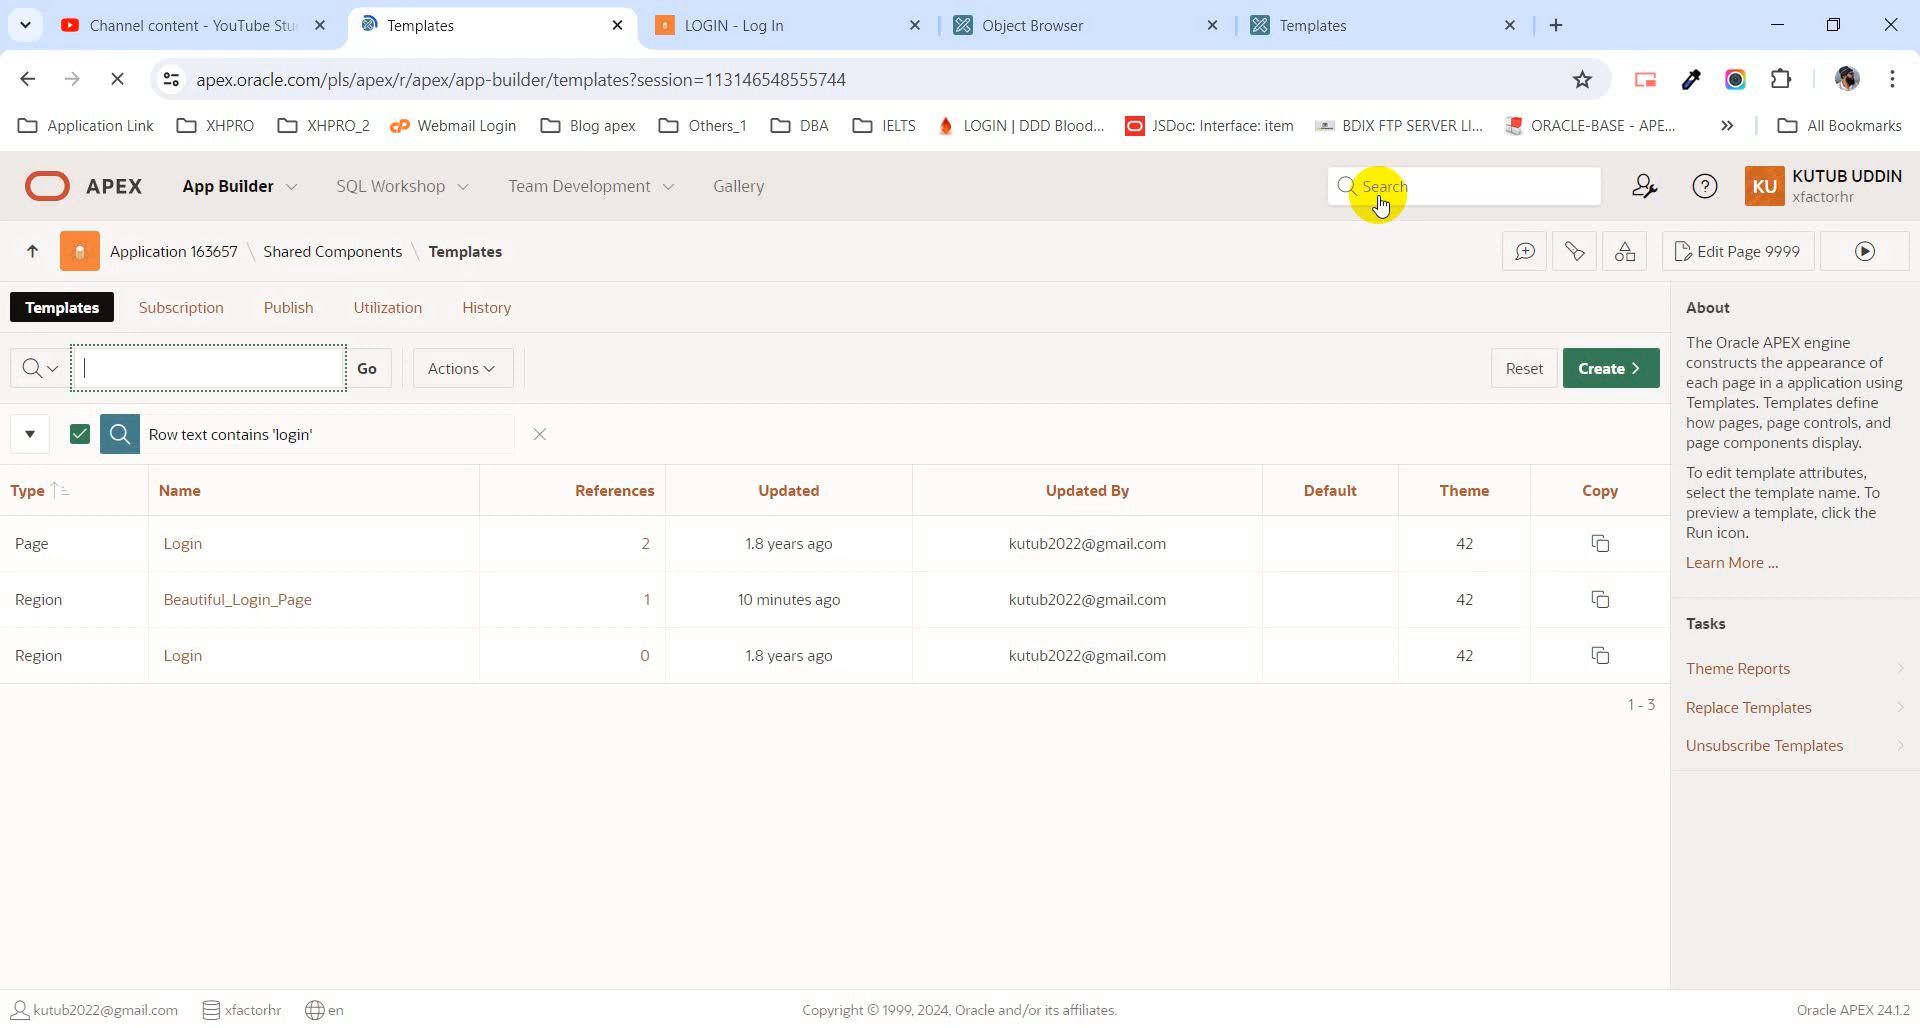 Channel content - YouTube Stu
Templates
LOGIN - Log In
Object Browser
Templates
apex.oracle.com/pls/apex/r/apex/app-builder/templates?session=113146548555744
Application Link
XHPRO
XHPRO_2
Webmail Login
Blog apex
Others_1
DBA
IELTS
LOGIN | DDD Blood...
JSDoc: Interface: item
BDIX FTP SERVER LI...
ORACLE-BASE - APE...
All Bookmarks
APEX
App Builder
SQL Workshop
Team Development
Gallery
Search
KU
KUTUB UDDIN
xfactorhr
Application 163657 \ Shared Components \ Templates
Edit Page 9999
Templates
Subscription
Publish
Utilization
History
Go
Actions
Reset
Create
Row text contains 'login'
Type Name References Updated Updated By Default Theme Copy
Page Login 2 1.8 years ago kutub2022@gmail.com 42
Region Beautiful_Login_Page 1 10 minutes ago kutub2022@gmail.com 42
Region Login 0 1.8 years ago kutub2022@gmail.com 42
1 - 3
About
The Oracle APEX engine
constructs the appearance of
each page in a application using
Templates. Templates define
how pages, page controls, and
page components display.
To edit template attributes,
select the template name. To
preview a template, click the
Run icon.
Learn More ...
Tasks
Theme Reports
Replace Templates
Unsubscribe Templates
kutub2022@gmail.com
xfactorhr
en
Copyright © 1999, 2024, Oracle and/or its affiliates.
Oracle APEX 24.1.2